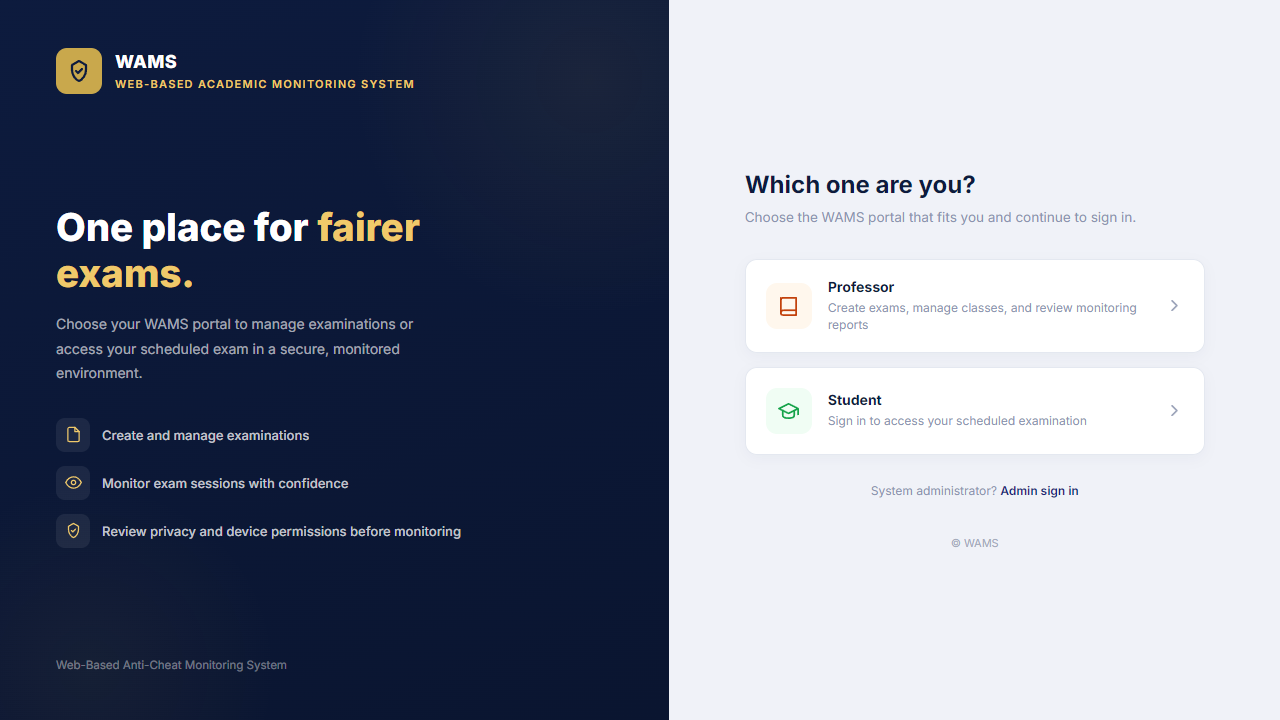 WAMS
WEB-BASED ACADEMIC MONITORING SYSTEM
One place for fairer
exams.
Choose your WAMS portal to manage examinations or
access your scheduled exam in a secure, monitored
environment.
Create and manage examinations
Monitor exam sessions with confidence
Review privacy and device permissions before monitoring
Web-Based Anti-Cheat Monitoring System
Which one are you?
Choose the WAMS portal that fits you and continue to sign in.
Professor
Create exams, manage classes, and review monitoring
reports
Student
Sign in to access your scheduled examination
System administrator? Admin sign in
© WAMS